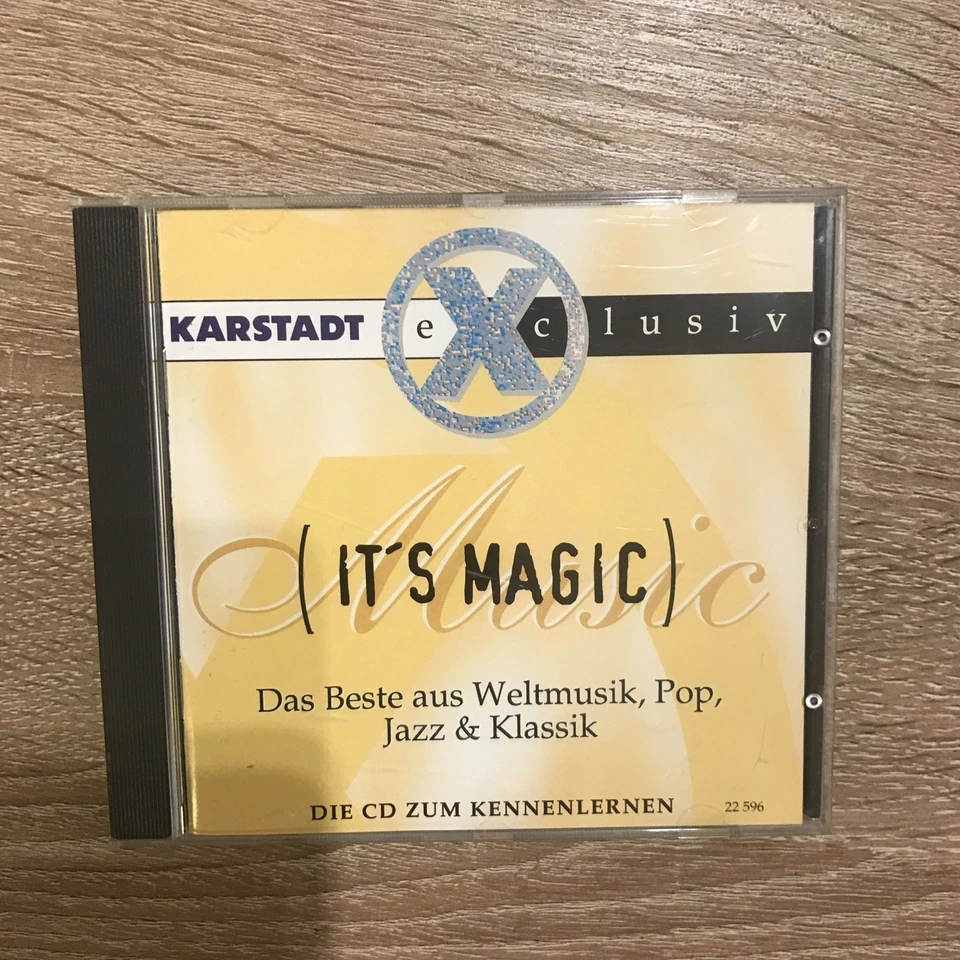 KARSTADT eXclusiv
Music
(IT´S MAGIC)
Das Beste aus Weltmusik, Pop,
Jazz & Klassik
DIE CD ZUM KENNENLERNEN 22 596